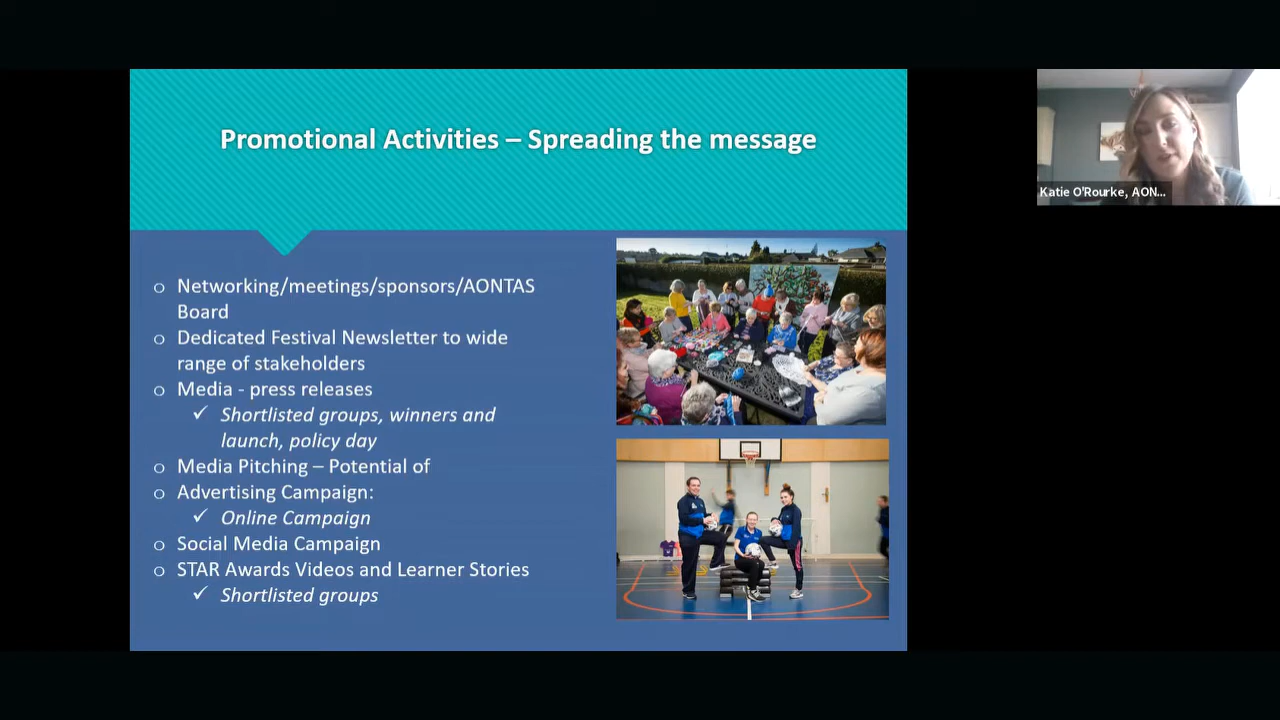 Promotional Activities – Spreading the message
o Networking/meetings/sponsors/AONTAS
Board
o Dedicated Festival Newsletter to wide
range of stakeholders
o Media - press releases
✓ Shortlisted groups, winners and
launch, policy day
o Media Pitching – Potential of
o Advertising Campaign:
✓ Online Campaign
o Social Media Campaign
o STAR Awards Videos and Learner Stories
✓ Shortlisted groups
Katie O'Rourke, AON...